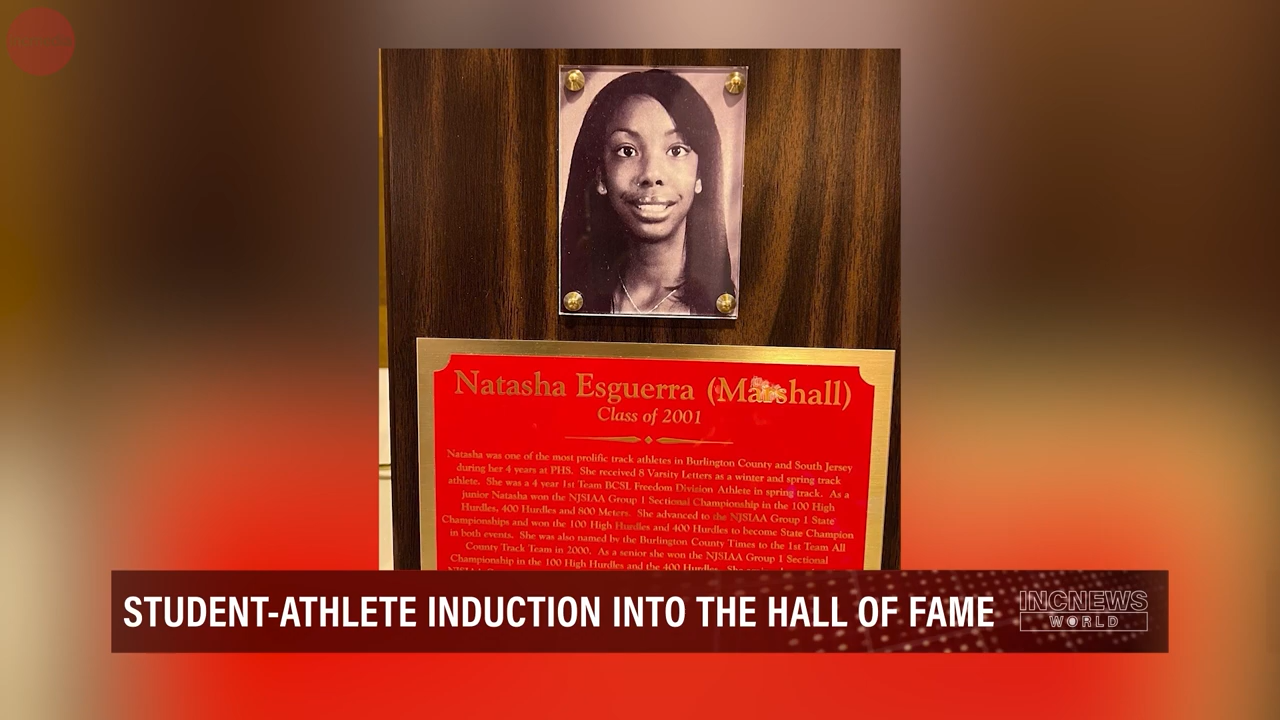 Natasha Esguerra (Marshall)
Class of 2001
Natasha was one of the most prolific track athletes in Burlington County and South Jersey
during her 4 years at PHS. She received 8 Varsity Letters as a winter and spring track
athlete. She was a 4 year 1st Team BCSL Freedom Division Athlete in spring track. As a
junior Natasha won the NJSIAA Group 1 Sectional Championship in the 100 High
Hurdles, 400 Hurdles and 800 Meters. She advanced to the NJSIAA Group 1 State
Championships and won the 100 High Hurdles and 400 Hurdles to become State Champion
in both events. She was also named by the Burlington County Times to the 1st Team All
County Track Team in 2000. As a senior she won the NJSIAA Group 1 Sectional
Championship in the 100 High Hurdles and the 400 Hurdles. She
STUDENT-ATHLETE INDUCTION INTO THE HALL OF FAME
INCNEWS
WORLD